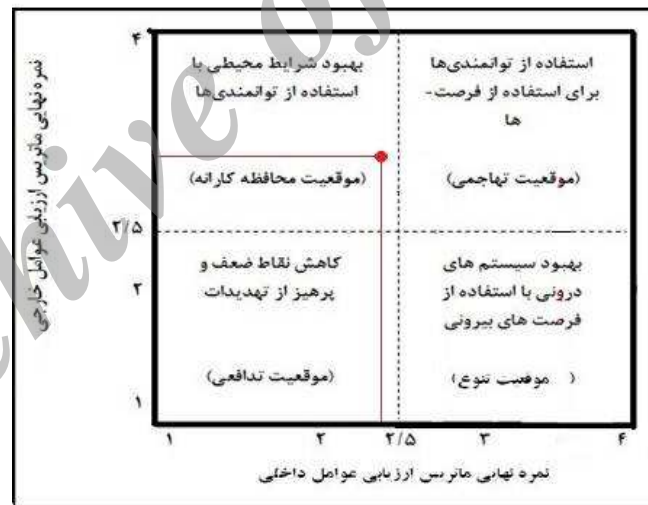 نمره نهایی ماتریس ارزیابی عوامل خارجی
۴
۲/۵
۲
۱
استفاده از توانمندی‌ها
برای استفاده از فرصت-
ها
(موقعیت تهاجمی)
بهبود شرایط محیطی با
استفاده از توانمندی‌ها
(موقعیت محافظه کارانه)
بهبود سیستم های
درونی با استفاده از
فرصت های بیرونی
( موقعیت تنوع)
کاهش نقاط ضعف و
پرهیز از تهدیدات
(موقعیت تدافعی)
۱ ۲ ۲/۵ ۳ ۴
نمره نهایی ماتریس ارزیابی عوامل داخلی
hive of